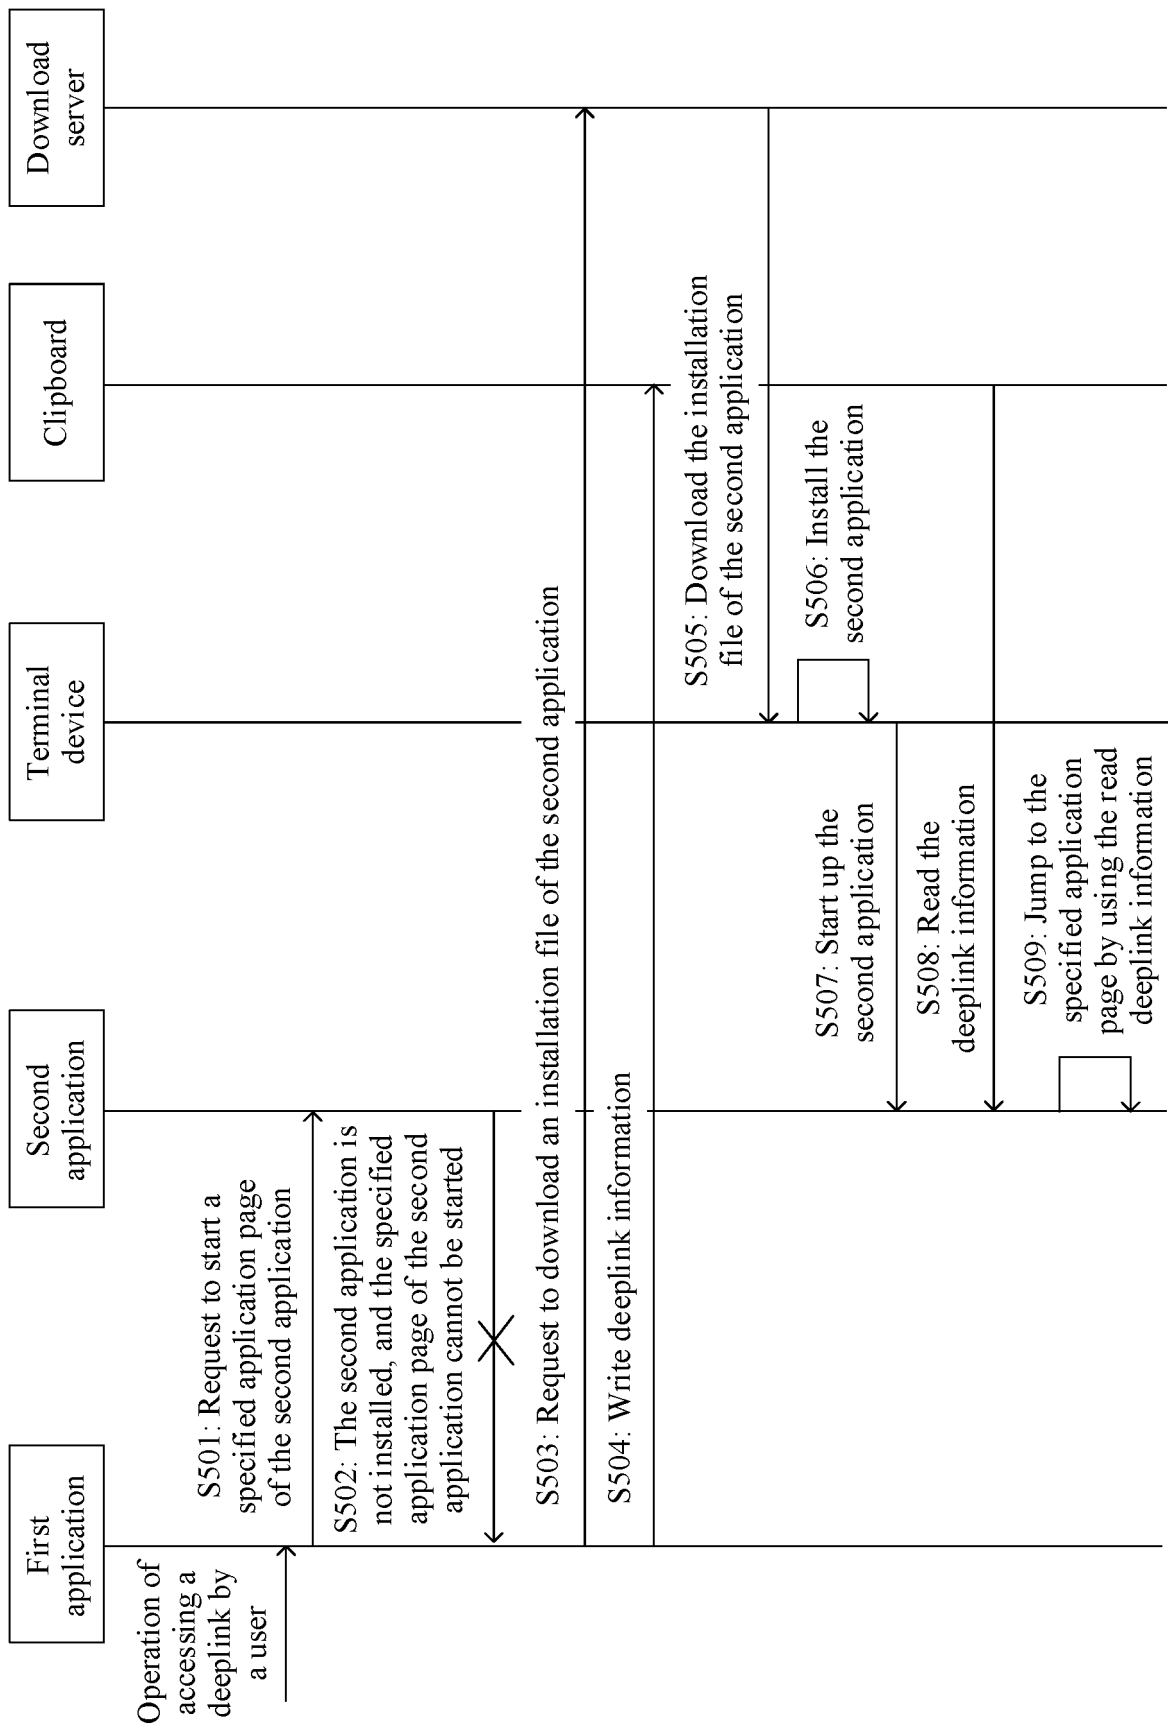 First
application
Second
application
Terminal
device
Clipboard
Download
server
Operation of
accessing a
deeplink by
a user
S501: Request to start a
specified application page
of the second application
S502: The second application is
not installed, and the specified
application page of the second
application cannot be started
S503: Request to download an installation file of the second application
S504: Write deeplink information
S505: Download the installation
file of the second application
S506: Install the
second application
S507: Start up the
second application
S508: Read the
deeplink information
S509: Jump to the
specified application
page by using the read
deeplink information